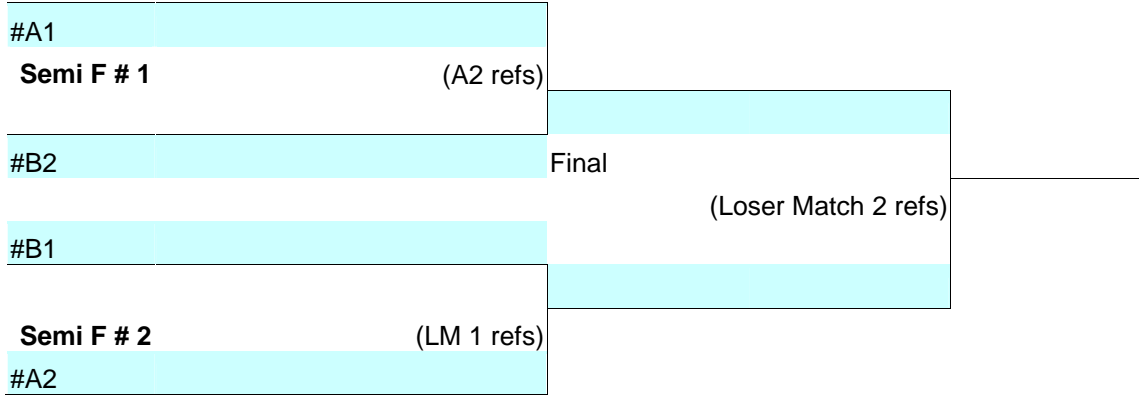 #A1
Semi F # 1 (A2 refs)
#B2 Final
(Loser Match 2 refs)
#B1
Semi F # 2 (LM 1 refs)
#A2